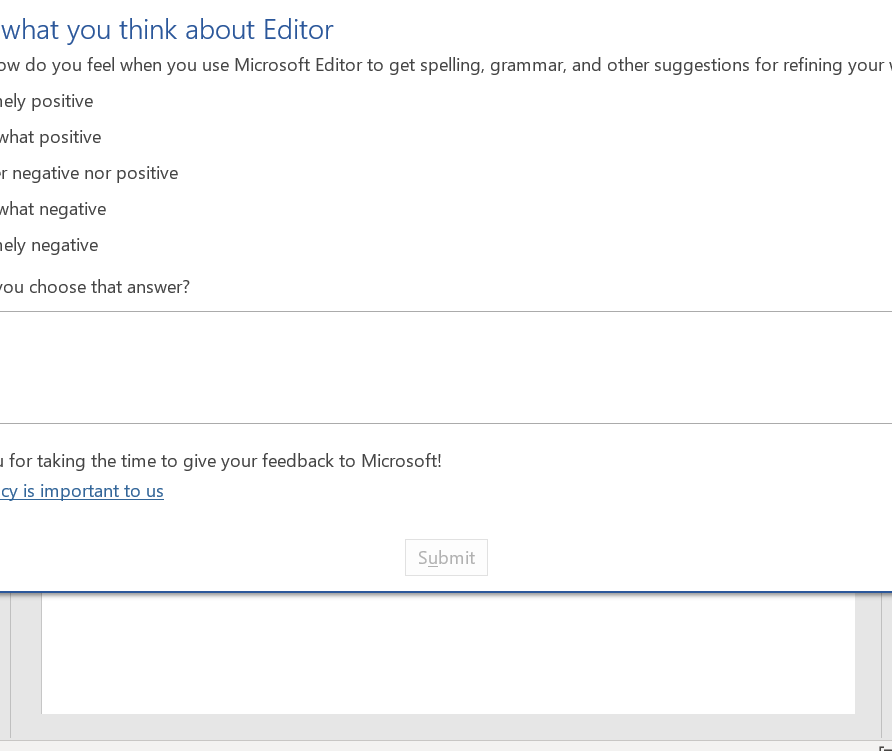 what you think about Editor
ow do you feel when you use Microsoft Editor to get spelling, grammar, and other suggestions for refining your
ely positive
what positive
r negative nor positive
what negative
ely negative
you choose that answer?
for taking the time to give your feedback to Microsoft!
cy is important to us
Submit